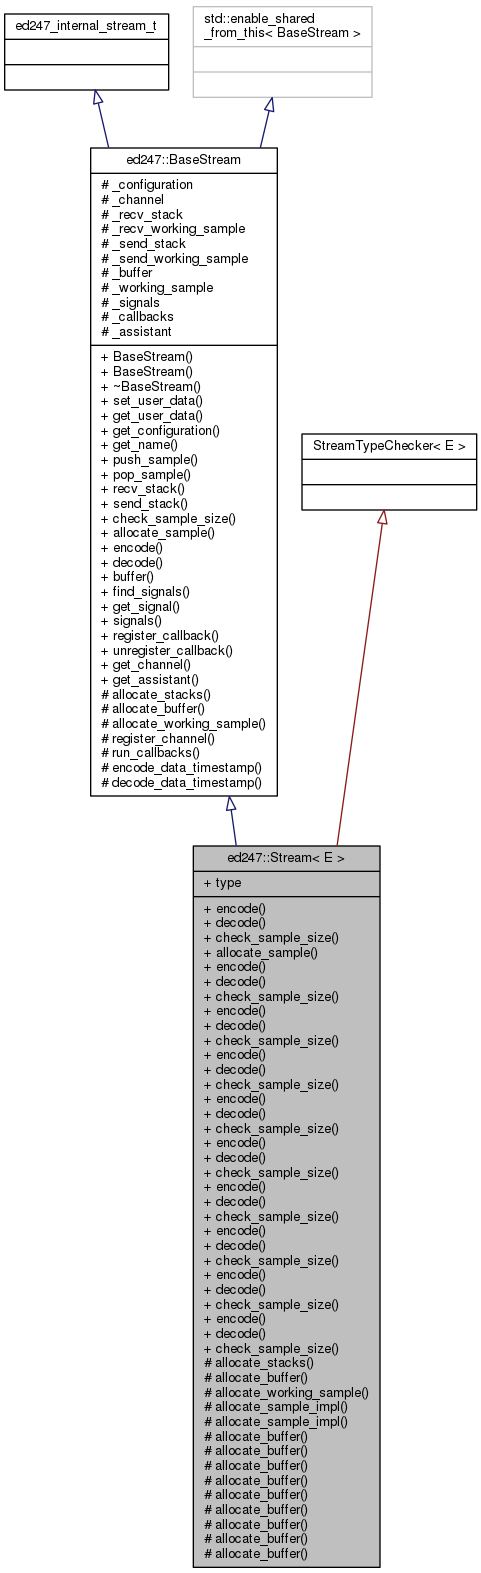 ed247_internal_stream_t
std::enable_shared
_from_this< BaseStream >
ed247::BaseStream
# _configuration
# _channel
# _recv_stack
# _recv_working_sample
# _send_stack
# _send_working_sample
# _buffer
# _working_sample
# _signals
# _callbacks
# _assistant
+ BaseStream()
+ BaseStream()
+ ~BaseStream()
+ set_user_data()
+ get_user_data()
+ get_configuration()
+ get_name()
+ push_sample()
+ pop_sample()
+ recv_stack()
+ send_stack()
+ check_sample_size()
+ allocate_sample()
+ encode()
+ decode()
+ buffer()
+ find_signals()
+ get_signal()
+ signals()
+ register_callback()
+ unregister_callback()
+ get_channel()
+ get_assistant()
# allocate_stacks()
# allocate_buffer()
# allocate_working_sample()
# register_channel()
# run_callbacks()
# encode_data_timestamp()
# decode_data_timestamp()
StreamTypeChecker< E >
ed247::Stream< E >
+ type
+ encode()
+ decode()
+ check_sample_size()
+ allocate_sample()
+ encode()
+ decode()
+ check_sample_size()
+ encode()
+ decode()
+ check_sample_size()
+ encode()
+ decode()
+ check_sample_size()
+ encode()
+ decode()
+ check_sample_size()
+ encode()
+ decode()
+ check_sample_size()
+ encode()
+ decode()
+ check_sample_size()
+ encode()
+ decode()
+ check_sample_size()
+ encode()
+ decode()
+ check_sample_size()
+ encode()
+ decode()
+ check_sample_size()
# allocate_stacks()
# allocate_buffer()
# allocate_working_sample()
# allocate_sample_impl()
# allocate_sample_impl()
# allocate_buffer()
# allocate_buffer()
# allocate_buffer()
# allocate_buffer()
# allocate_buffer()
# allocate_buffer()
# allocate_buffer()
# allocate_buffer()
# allocate_buffer()